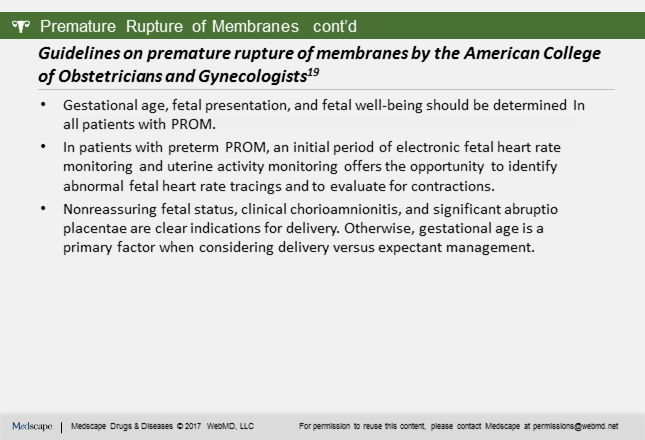 Premature Rupture of Membranes cont'd
Guidelines on premature rupture of membranes by the American College
of Obstetricians and Gynecologists19
• Gestational age, fetal presentation, and fetal well-being should be determined In
all patients with PROM.
• In patients with preterm PROM, an initial period of electronic fetal heart rate
monitoring and uterine activity monitoring offers the opportunity to identify
abnormal fetal heart rate tracings and to evaluate for contractions.
• Nonreassuring fetal status, clinical chorioamnionitis, and significant abruptio
placentae are clear indications for delivery. Otherwise, gestational age is a
primary factor when considering delivery versus expectant management.
Medscape | Medscape Drugs & Diseases © 2017 WebMD, LLC For permission to reuse this content, please contact Medscape at permissions@webmd.net